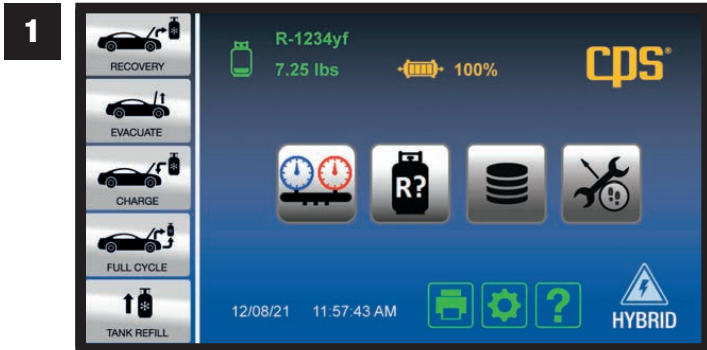 1
RECOVERY
EVACUATE
CHARGE
FULL CYCLE
TANK REFILL
R-1234yf
7.25 lbs
100%
cps®
R?
12/08/21 11:57:43 AM
?
HYBRID